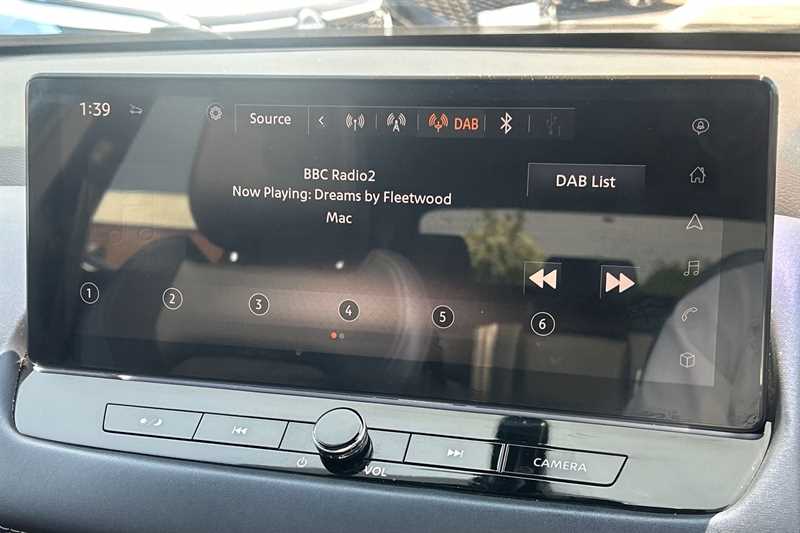 1:39
Source
DAB
BBC Radio2
Now Playing: Dreams by Fleetwood
Mac
DAB List
1
2
3
4
5
6
VOL
CAMERA